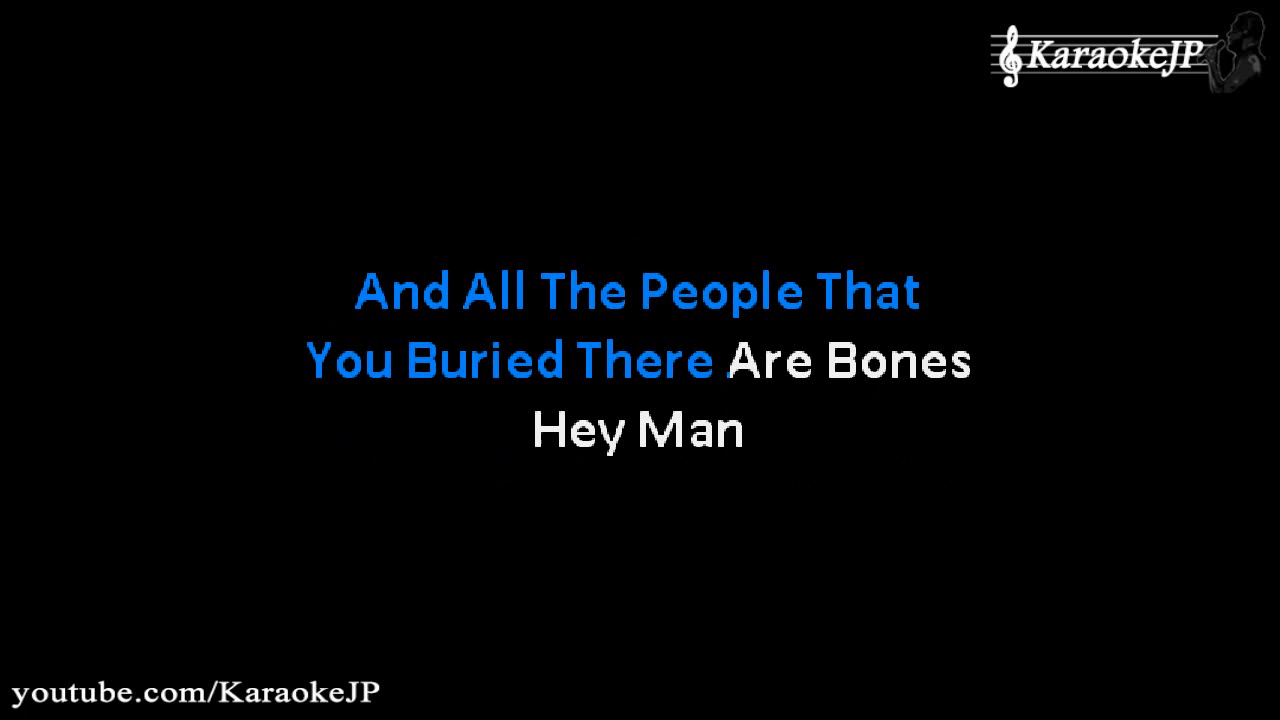 KaraokeJP
And All The People That
You Buried There Are Bones
Hey Man
youtube.com/KaraokeJP